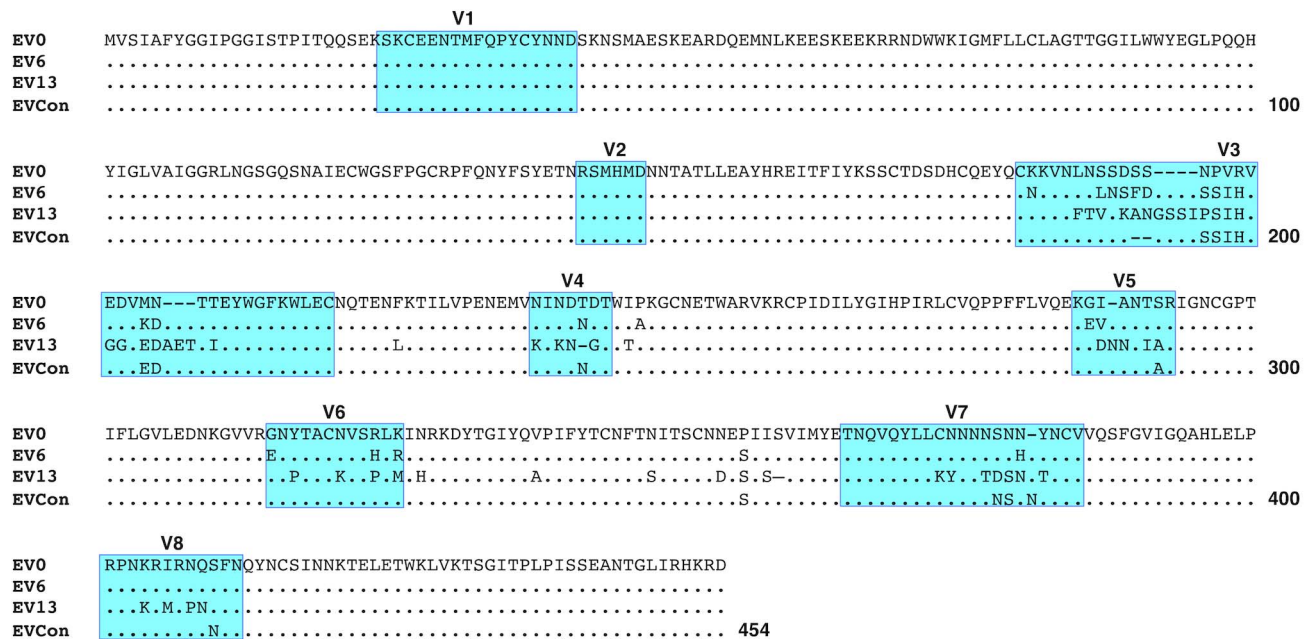 V1
EV0 MVSIAFYGGIPGGISTPITQQSEKSKCEENTMFQPYCYNNDSKNSMAESKEARDQEMNLKEESKEEKRRNDWWKIGMFLLCLAGTTGGILWWYEGLPQQH
EV6 ....................................................................................................
EV13 ....................................................................................................
EVCon .................................................................................................... 100
V2 V3
EV0 YIGLVAIGGRLNGSGQSNAIECWGSFPGCRPFQNYFSYETNRSMHMDNNTATLLEAYHREITFIYKSSCTDSDHCQEYQCKKVNLNSSDSS----NPVRV
EV6 ................................................................................N.....LNSFD....SSIH.
EV13 ....................................................................................FTV.KANGSSIPSIH.
EVCon .........................................................................................--....SSIH. 200
V4 V5
EV0 EDVMN---TTEYWGFKWLECNQTENFKTILVPENEMVNINDTDTWIPKGCNETWARVKRCPIDILYGIHPIRLCVQPPFFLVQEKGI-ANTSRIGNCGPT
EV6 ...KD....................................N....A......................................EV.............
EV13 GG.EDAET.I...............L...........K.KN-G..T........................................DNN.IA........
EVCon ...ED....................................N.................................................A........ 300
V6 V7
EV0 IFLGVLEDNKGVVRGNYTACNVSRLKINRKDYTGIYQVPIFYTCNFTNITSCNNEPIISVIMYETNQVQYLLCNNNNSNN-YNCVVQSFGVIGQAHLELP
EV6 ..............E........H.R.............................S.......................H....................
EV13 ................P...K..P.M.H.........A.........S.....D.S.S—.............KY..TDSN.T..................
EVCon .......................................................S.....................NS.N................... 400
V8
EV0 RPNKRIRNQSFNQYNCSINNKTELETWKLVKTSGITPLPISSEANTGLIRHKRD
EV6 ......................................................
EV13 ...K.M.PN.............................................
EVCon .........N............................................ 454